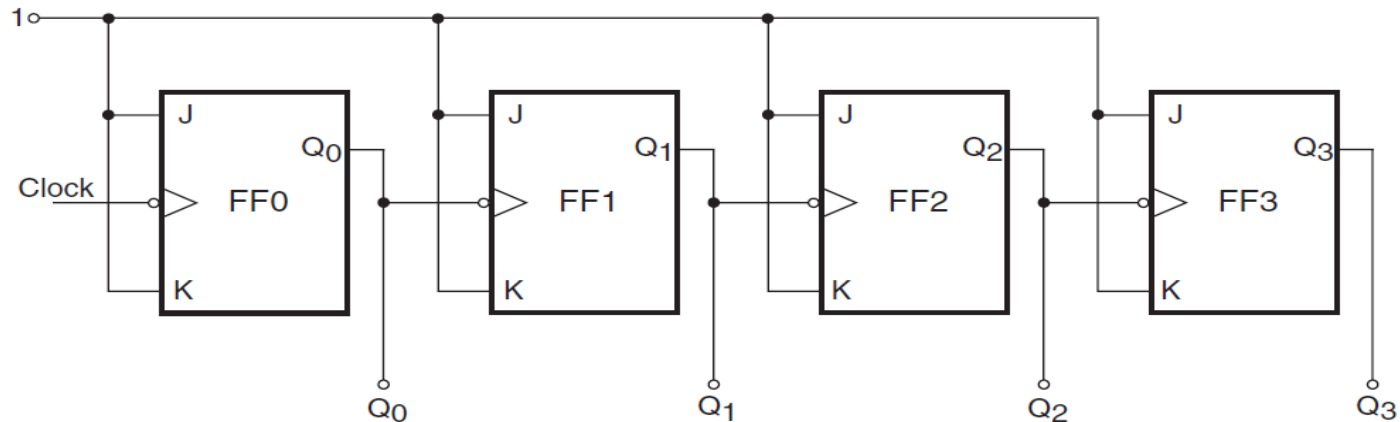 1
J J J J
Q₀ Q₁ Q₂ Q₃
Clock FF0 FF1 FF2 FF3
K K K K
Q₀ Q₁ Q₂ Q₃